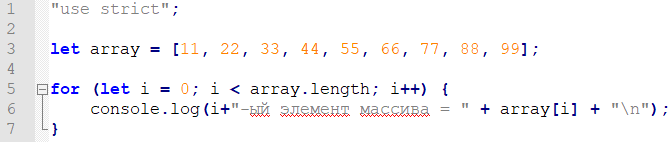 1 "use strict";
2
3 let array = [11, 22, 33, 44, 55, 66, 77, 88, 99];
4
5 for (let i = 0; i < array.length; i++) {
6     console.log(i+"-ый элемент массива = " + array[i] + "\n");
7 }